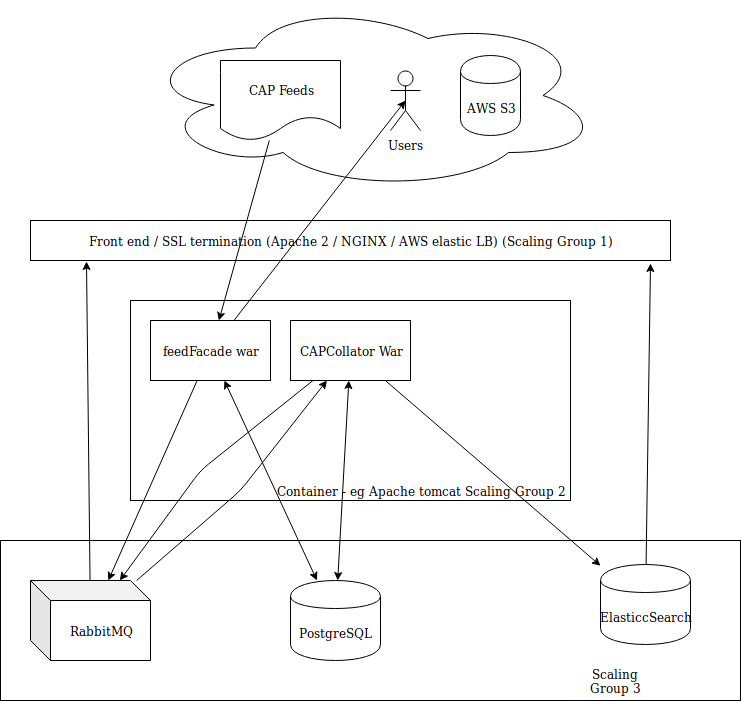 CAP Feeds
AWS S3
Users
Front end / SSL termination (Apache 2 / NGINX / AWS elastic LB) (Scaling Group 1)
feedFacade war
CAPCollator War
Container - eg Apache tomcat Scaling Group 2
RabbitMQ
PostgreSQL
ElasticcSearch
Scaling
Group 3